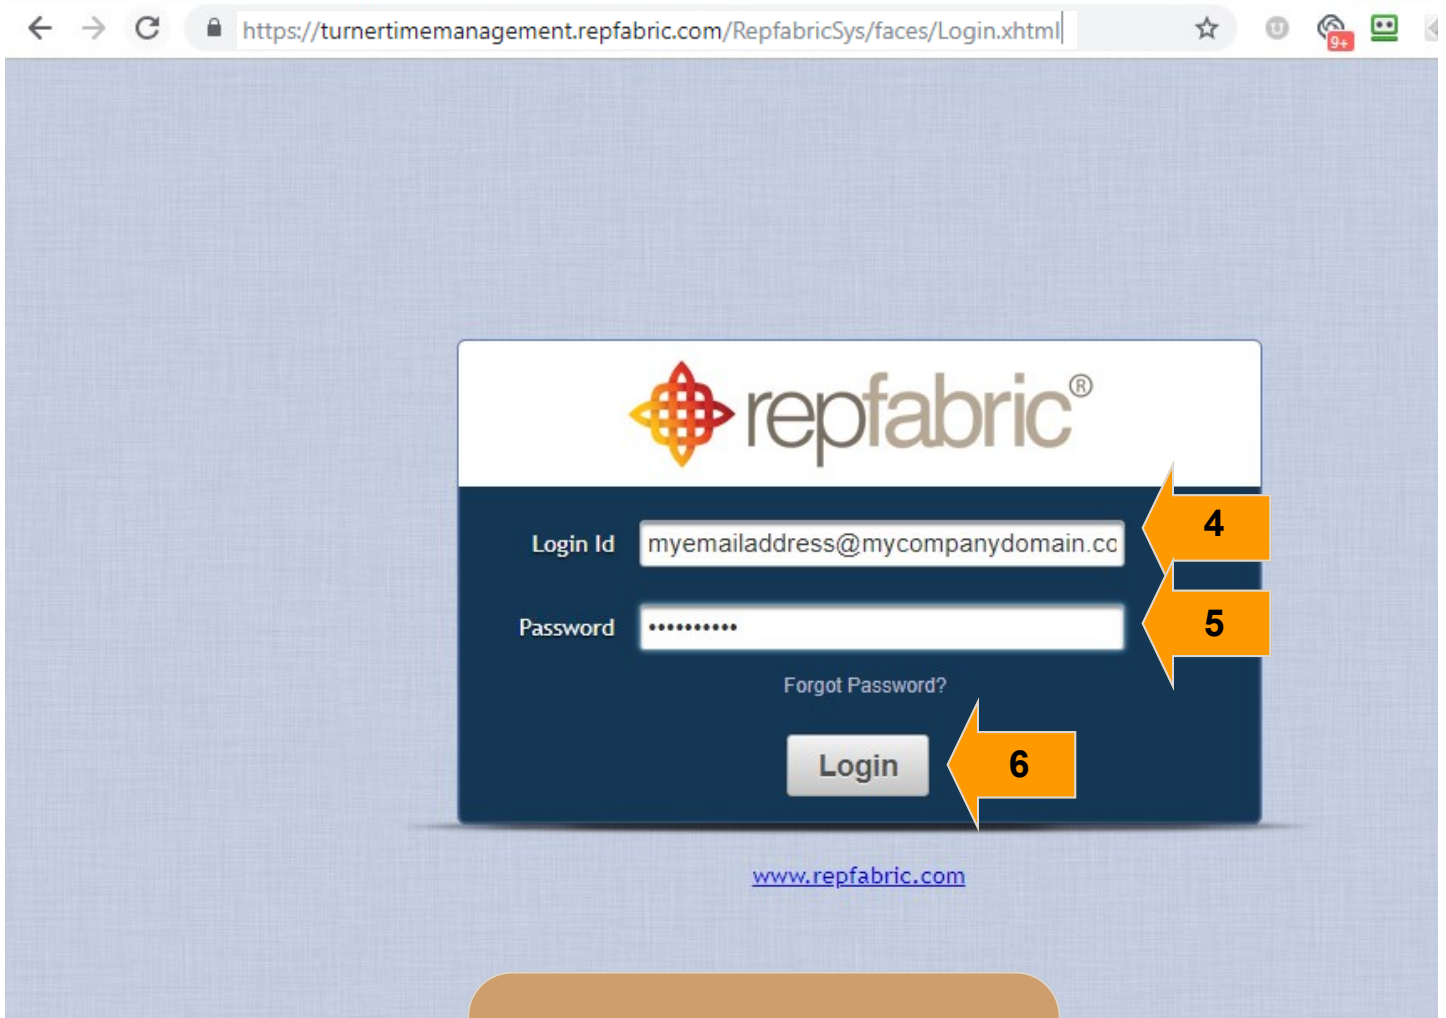 https://turnertimemanagement.repfabric.com/RepfabricSys/faces/Login.xhtml
9+
repfabric®
Login Id myemailaddress@mycompanydomain.co 4
Password •••••••••• 5
Forgot Password?
Login 6
www.repfabric.com